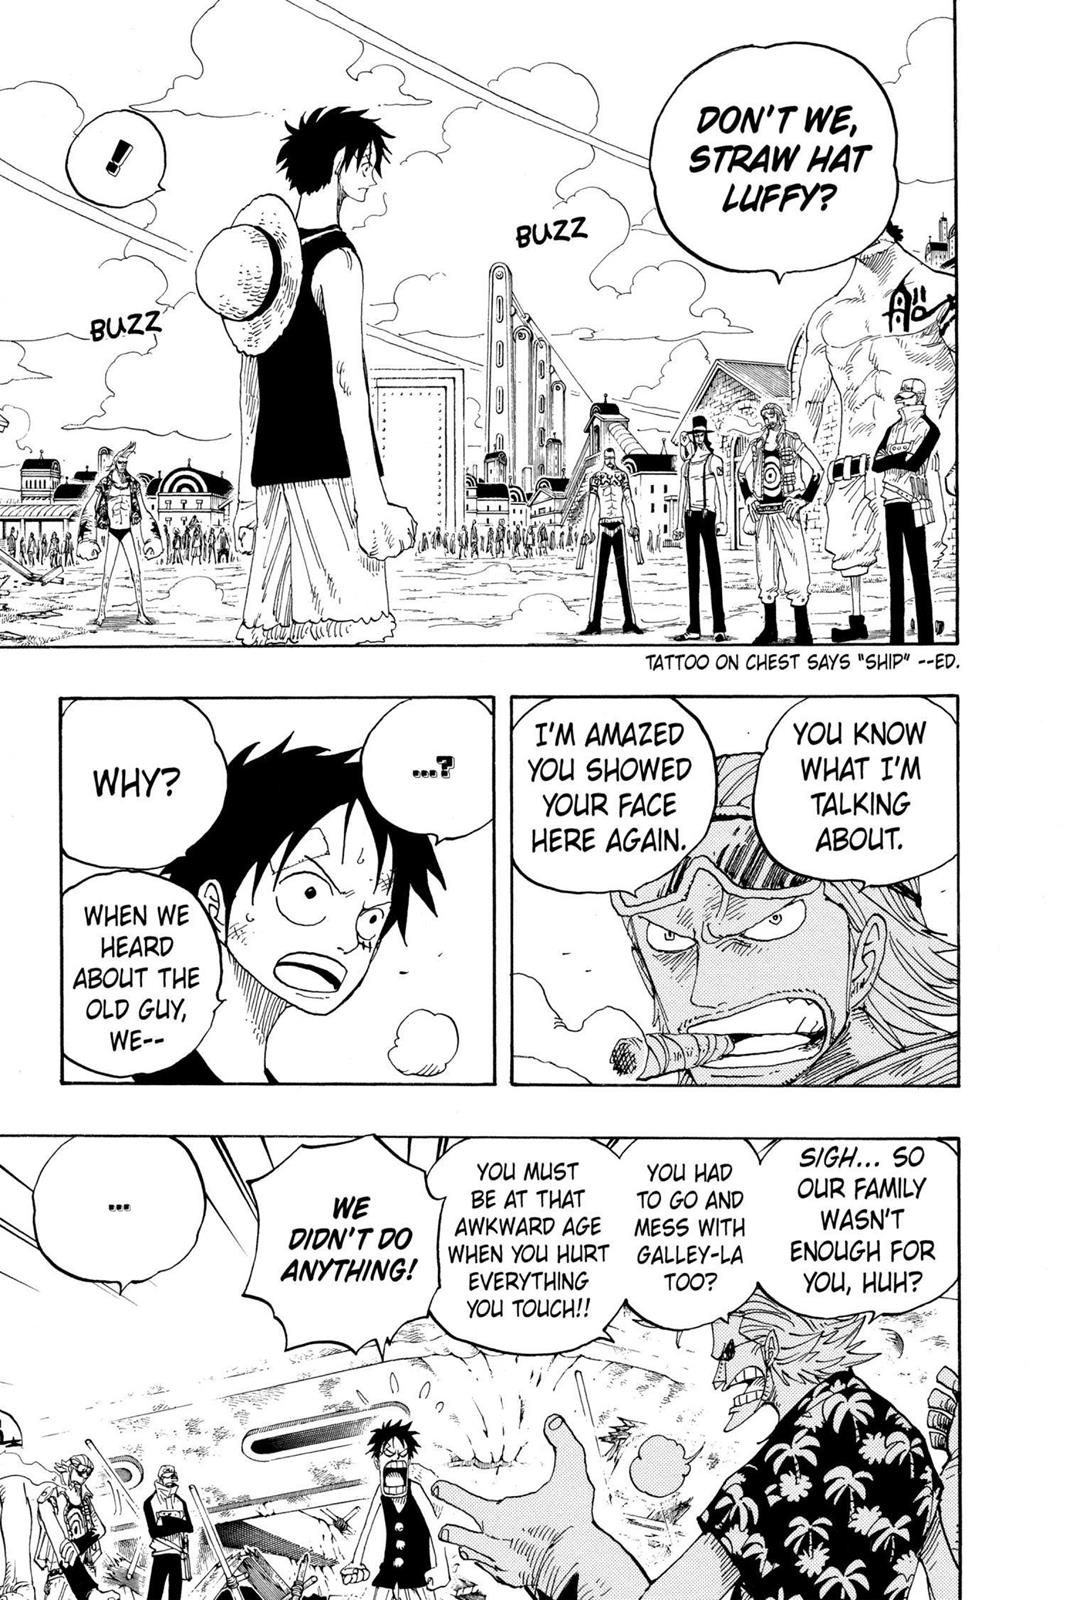 DON'T WE,
STRAW HAT
LUFFY?
!
BUZZ
BUZZ
船
TATTOO ON CHEST SAYS "SHIP" --ED.
YOU KNOW
WHAT I'M
TALKING
ABOUT.
I'M AMAZED
YOU SHOWED
YOUR FACE
HERE AGAIN.
...?
WHY?
WHEN WE
HEARD
ABOUT THE
OLD GUY,
WE--
SIGH... SO
OUR FAMILY
WASN'T
ENOUGH FOR
YOU, HUH?
YOU HAD
TO GO AND
MESS WITH
GALLEY-LA
TOO?
YOU MUST
BE AT THAT
AWKWARD AGE
WHEN YOU HURT
EVERYTHING
YOU TOUCH!!
WE
DIDN'T DO
ANYTHING!
...